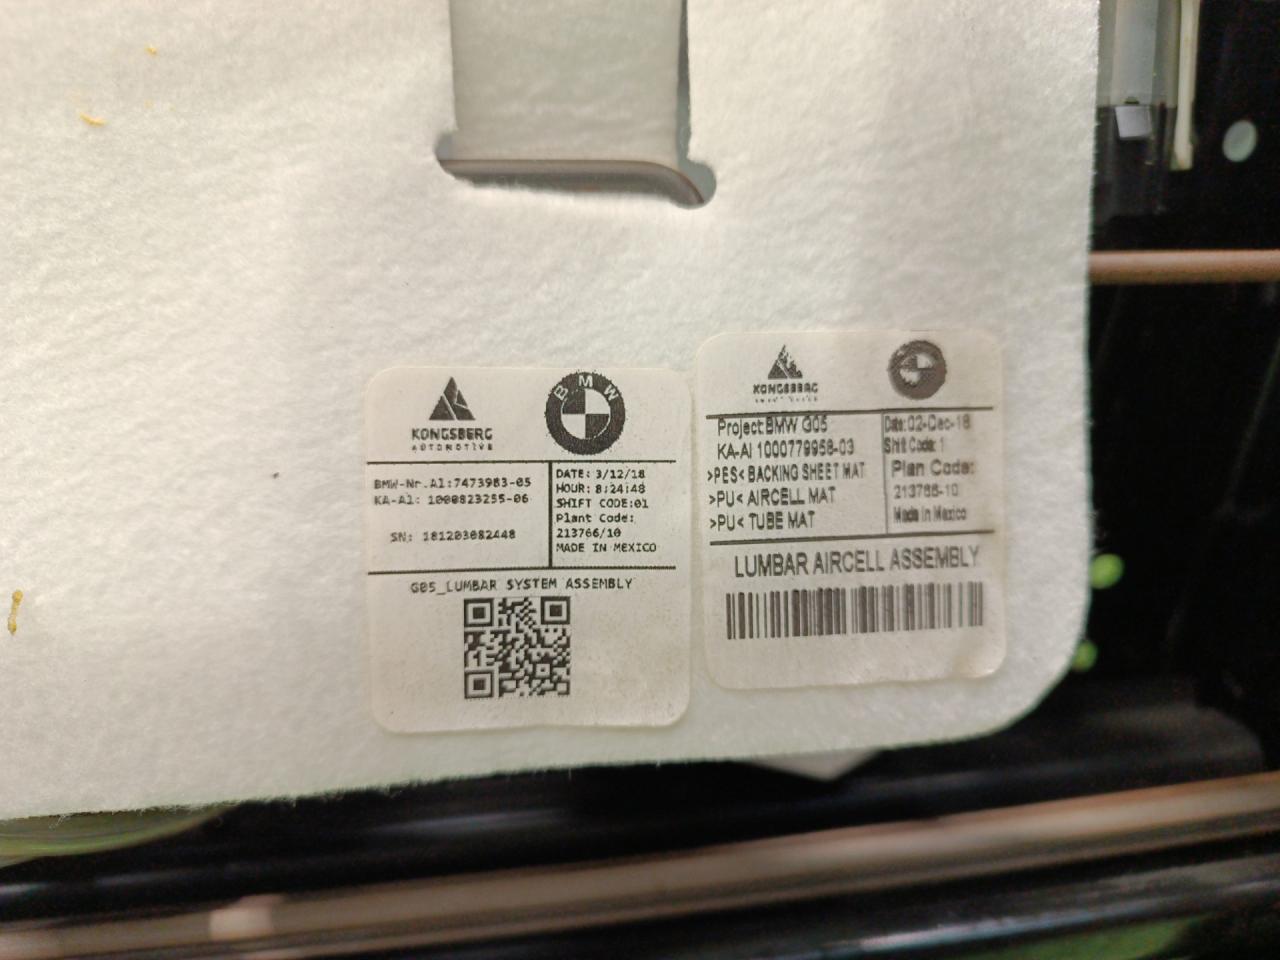 KONGSBERG
AUTOMOTIVE
BMW
BMW-Nr.Al:7473983-05
KA-Al: 1000823255-06
SN: 181203082448
DATE: 3/12/18
HOUR: 8:24:48
SHIFT CODE:01
Plant Code:
213766/10
MADE IN MEXICO
G05_LUMBAR SYSTEM ASSEMBLY
KONGSBERG
Project:BMW G05
KA-Al 1000779958-03
>PES< BACKING SHEET MAT
>PU< AIRCELL MAT
>PU< TUBE MAT
Date:02-Dec-18
Shift Code: 1
Plan Code:
213766-10
Made in Mexico
LUMBAR AIRCELL ASSEMBLY